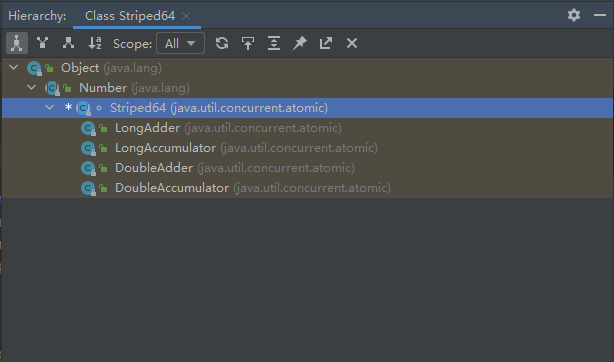 Hierarchy: Class Striped64
Scope: All
Object (java.lang)
Number (java.lang)
* Striped64 (java.util.concurrent.atomic)
LongAdder (java.util.concurrent.atomic)
LongAccumulator (java.util.concurrent.atomic)
DoubleAdder (java.util.concurrent.atomic)
DoubleAccumulator (java.util.concurrent.atomic)